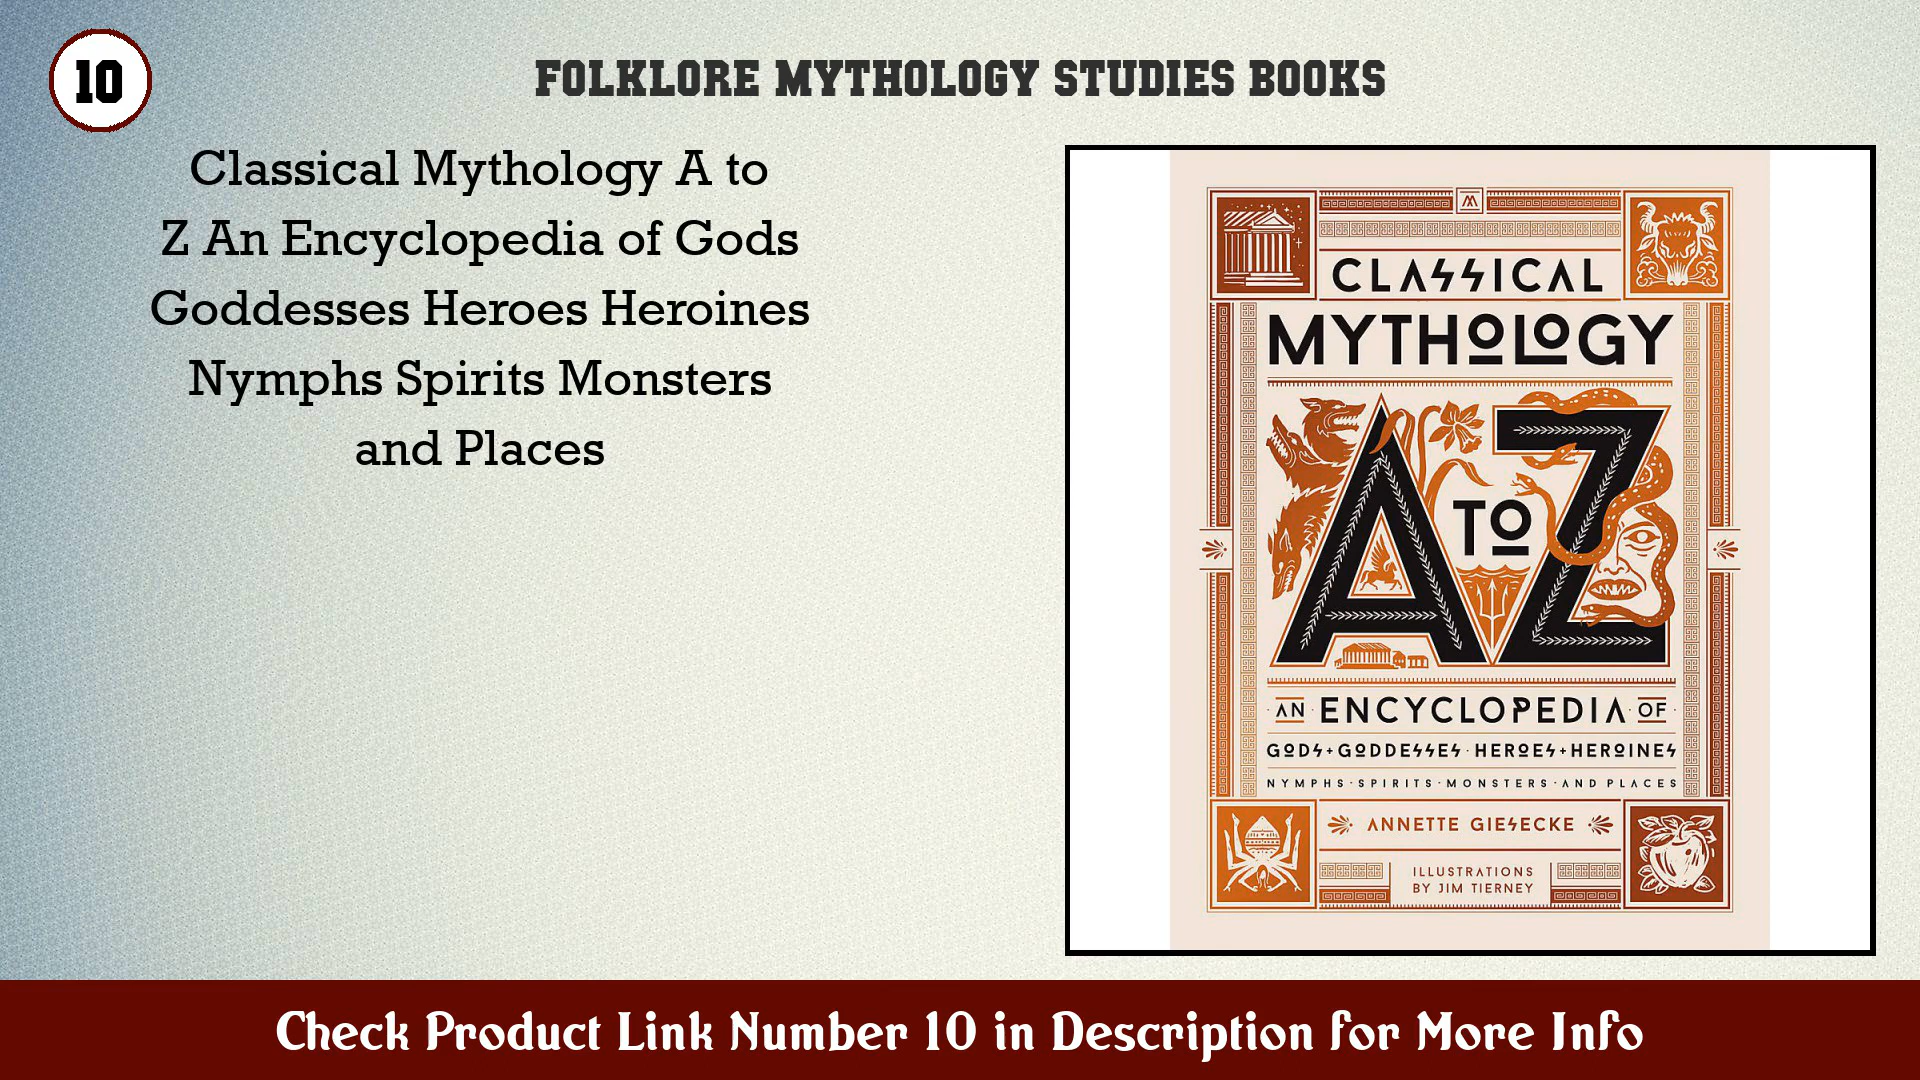 10
FOLKLORE MYTHOLOGY STUDIES BOOKS
Classical Mythology A to
Z An Encyclopedia of Gods
Goddesses Heroes Heroines
Nymphs Spirits Monsters
and Places
M
CLASSICAL
MYTHOLOGY
A TO Z
· AN · ENCYCLOPEDIA · OF ·
GODS + GODDESSES · HEROES + HEROINES
NYMPHS · SPIRITS · MONSTERS · AND PLACES
ANNETTE GIESECKE
ILLUSTRATIONS
BY JIM TIERNEY
Check Product Link Number 10 in Description for More Info